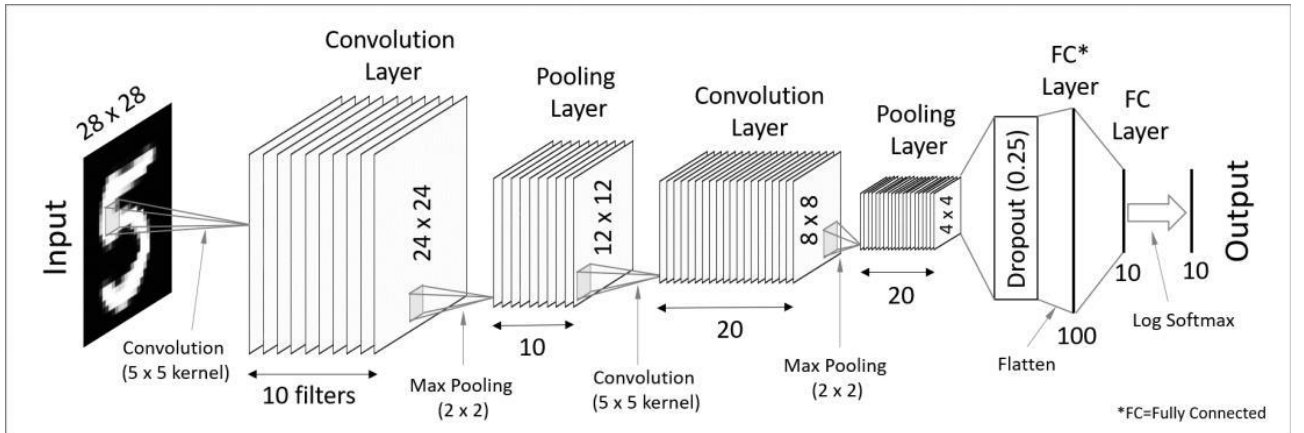 Input
28 x 28
Convolution
(5 x 5 kernel)
Convolution
Layer
24 x 24
10 filters
Max Pooling
(2 x 2)
Pooling
Layer
12 x 12
10
Convolution
(5 x 5 kernel)
Convolution
Layer
8 x 8
20
Max Pooling
(2 x 2)
Pooling
Layer
4 x 4
20
Dropout (0.25)
Flatten
FC*
Layer
100
FC
Layer
10
Log Softmax
10
Output
*FC=Fully Connected